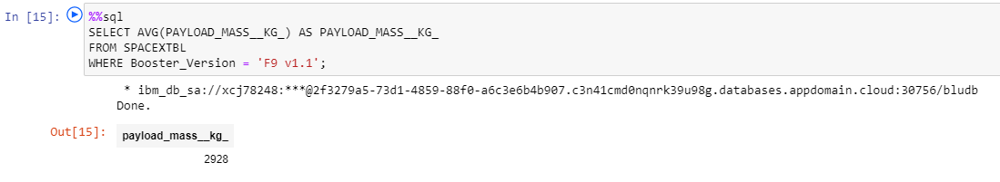 In [15]:
%%sql
SELECT AVG(PAYLOAD_MASS__KG_) AS PAYLOAD_MASS__KG_
FROM SPACEXTBL
WHERE Booster_Version = 'F9 v1.1';
* ibm_db_sa://xcj78248:***@2f3279a5-73d1-4859-88f0-a6c3e6b4b907.c3n41cmd0nqnrk39u98g.databases.appdomain.cloud:30756/bludb
Done.
Out[15]:
payload_mass__kg_
2928